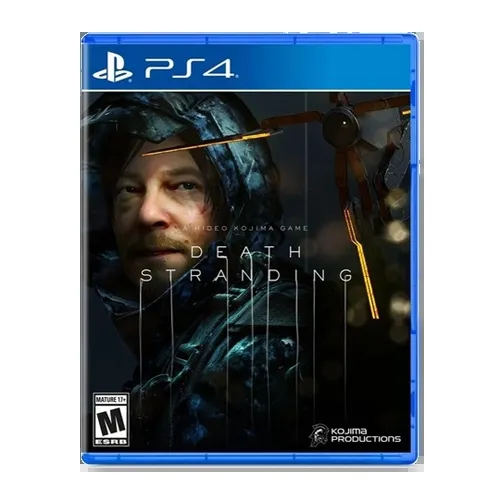 PS4
A HIDEO KOJIMA GAME
DEATH
STRANDING
MATURE 17+
M
ESRB
KOJIMA
PRODUCTIONS